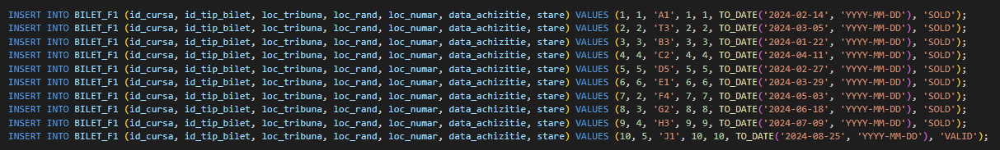 INSERT INTO BILET_F1 (id_cursa, id_tip_bilet, loc_tribuna, loc_rand, loc_numar, data_achizitie, stare) VALUES (1, 1, 'A1', 1, 1, TO_DATE('2024-02-14', 'YYYY-MM-DD'), 'SOLD');
INSERT INTO BILET_F1 (id_cursa, id_tip_bilet, loc_tribuna, loc_rand, loc_numar, data_achizitie, stare) VALUES (2, 2, 'T3', 2, 2, TO_DATE('2024-03-05', 'YYYY-MM-DD'), 'SOLD');
INSERT INTO BILET_F1 (id_cursa, id_tip_bilet, loc_tribuna, loc_rand, loc_numar, data_achizitie, stare) VALUES (3, 3, 'B3', 3, 3, TO_DATE('2024-01-22', 'YYYY-MM-DD'), 'SOLD');
INSERT INTO BILET_F1 (id_cursa, id_tip_bilet, loc_tribuna, loc_rand, loc_numar, data_achizitie, stare) VALUES (4, 4, 'C2', 4, 4, TO_DATE('2024-04-11', 'YYYY-MM-DD'), 'SOLD');
INSERT INTO BILET_F1 (id_cursa, id_tip_bilet, loc_tribuna, loc_rand, loc_numar, data_achizitie, stare) VALUES (5, 5, 'D5', 5, 5, TO_DATE('2024-02-27', 'YYYY-MM-DD'), 'SOLD');
INSERT INTO BILET_F1 (id_cursa, id_tip_bilet, loc_tribuna, loc_rand, loc_numar, data_achizitie, stare) VALUES (6, 6, 'E1', 6, 6, TO_DATE('2024-03-29', 'YYYY-MM-DD'), 'SOLD');
INSERT INTO BILET_F1 (id_cursa, id_tip_bilet, loc_tribuna, loc_rand, loc_numar, data_achizitie, stare) VALUES (7, 2, 'F4', 7, 7, TO_DATE('2024-05-03', 'YYYY-MM-DD'), 'SOLD');
INSERT INTO BILET_F1 (id_cursa, id_tip_bilet, loc_tribuna, loc_rand, loc_numar, data_achizitie, stare) VALUES (8, 3, 'G2', 8, 8, TO_DATE('2024-06-18', 'YYYY-MM-DD'), 'SOLD');
INSERT INTO BILET_F1 (id_cursa, id_tip_bilet, loc_tribuna, loc_rand, loc_numar, data_achizitie, stare) VALUES (9, 4, 'H3', 9, 9, TO_DATE('2024-07-09', 'YYYY-MM-DD'), 'SOLD');
INSERT INTO BILET_F1 (id_cursa, id_tip_bilet, loc_tribuna, loc_rand, loc_numar, data_achizitie, stare) VALUES (10, 5, 'J1', 10, 10, TO_DATE('2024-08-25', 'YYYY-MM-DD'), 'VALID');